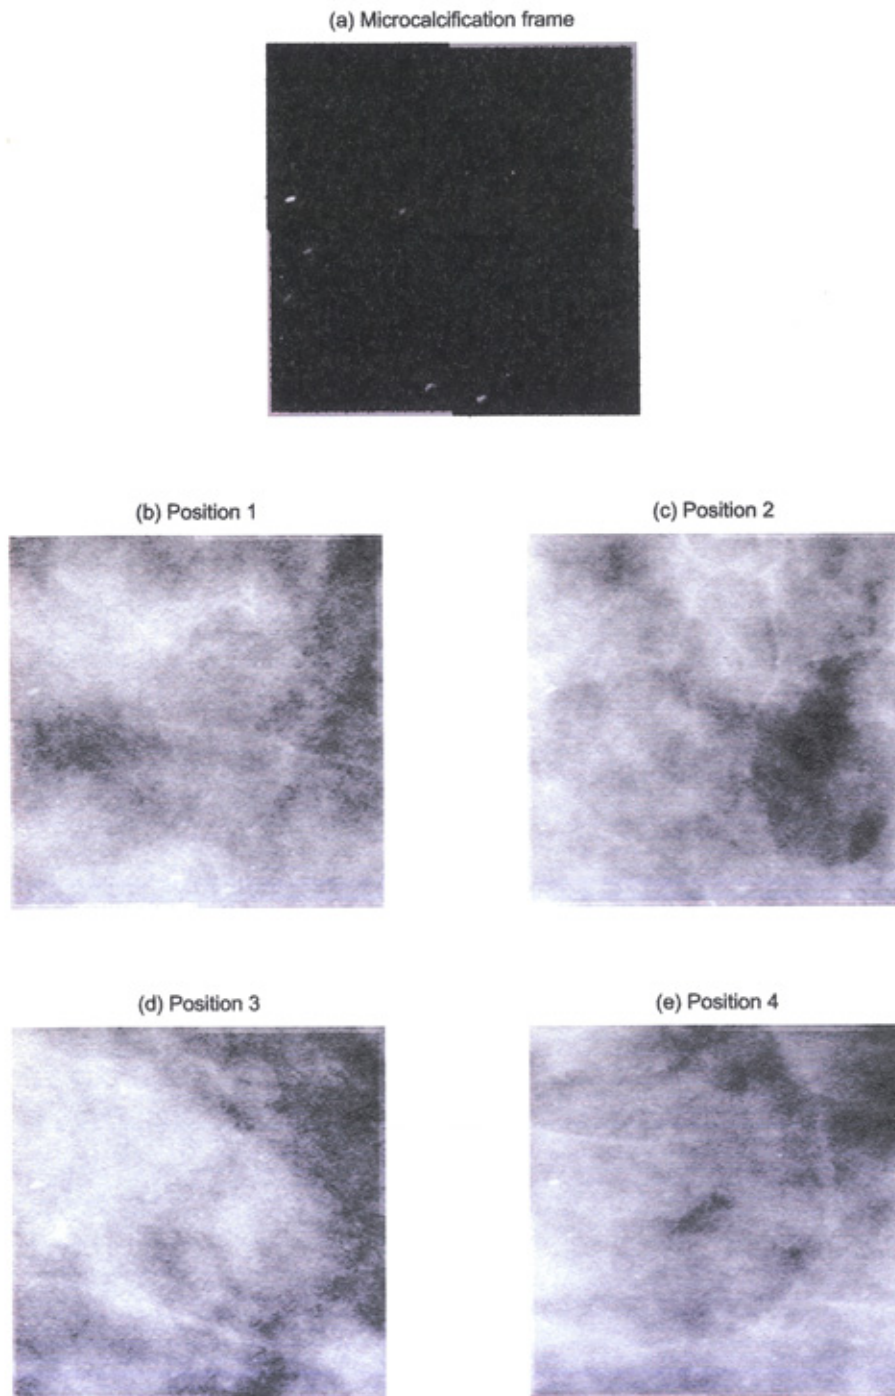 (a) Microcalcification frame
(b) Position 1
(c) Position 2
(d) Position 3
(e) Position 4